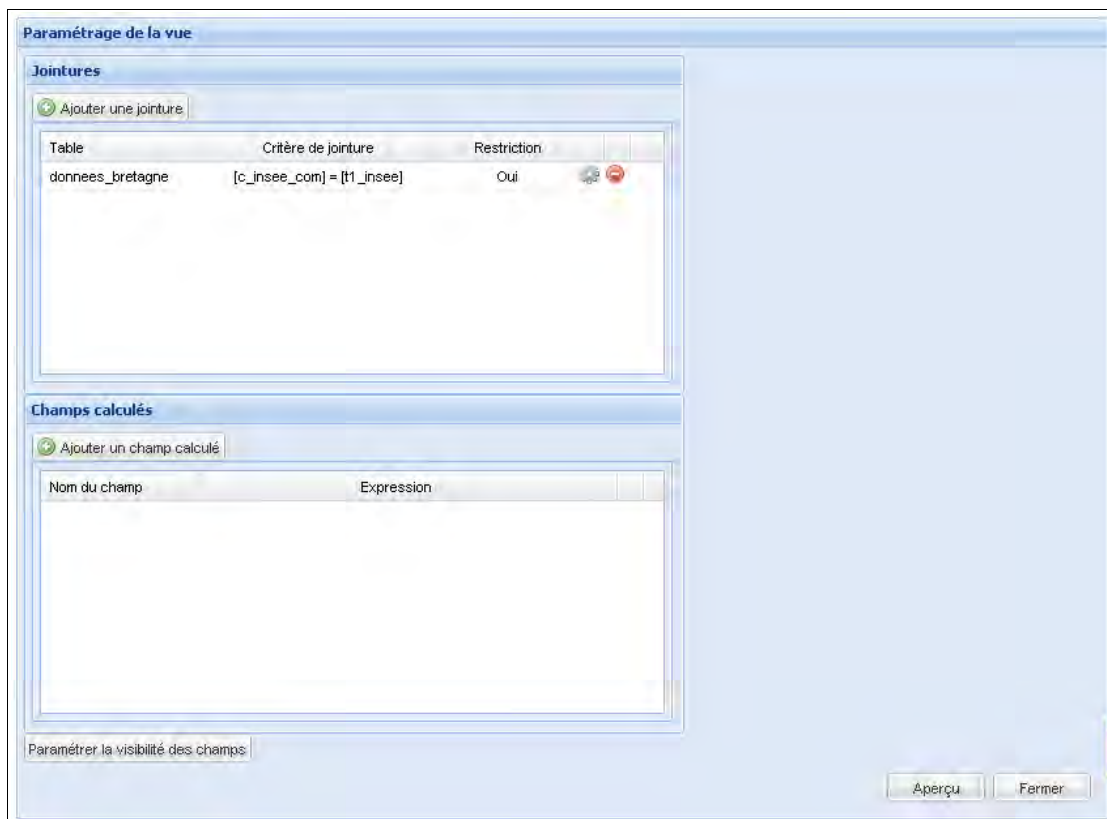 Paramétrage de la vue
Jointures
Ajouter une jointure
Table Critère de jointure Restriction
donnees_bretagne [c_insee_com] = [t1_insee] Oui
Champs calculés
Ajouter un champ calculé
Nom du champ Expression
Paramétrer la visibilité des champs
Aperçu Fermer